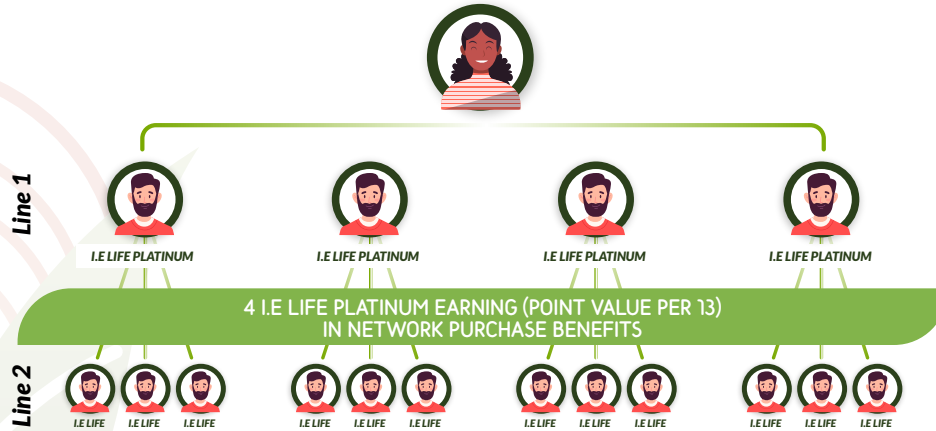 Line 1
I.E LIFE PLATINUM I.E LIFE PLATINUM I.E LIFE PLATINUM I.E LIFE PLATINUM
4 I.E LIFE PLATINUM EARNING (POINT VALUE PER 13)
IN NETWORK PURCHASE BENEFITS
Line 2
I.E LIFE I.E LIFE I.E LIFE I.E LIFE I.E LIFE I.E LIFE I.E LIFE I.E LIFE I.E LIFE I.E LIFE I.E LIFE I.E LIFE